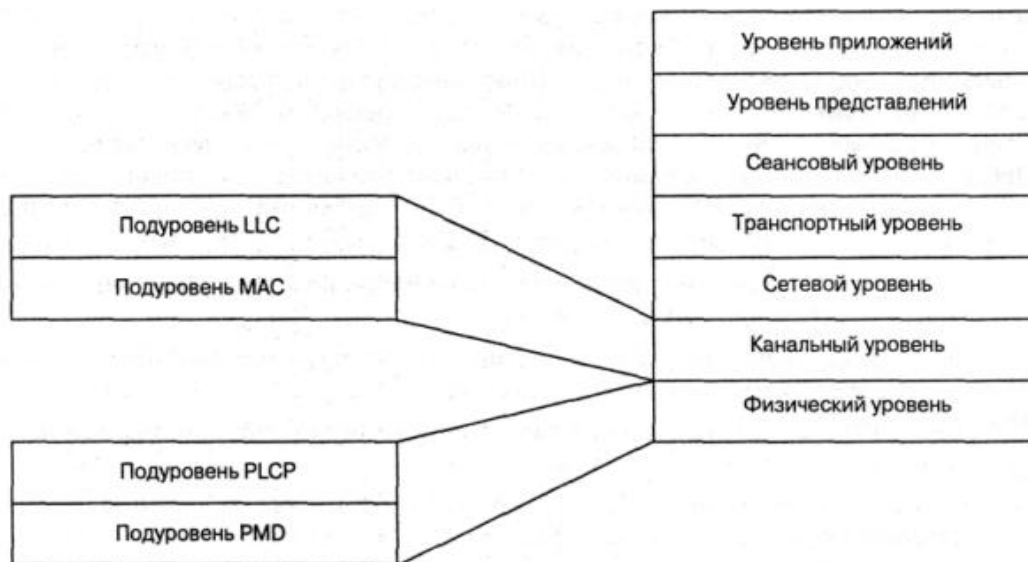 Уровень приложений
Уровень представлений
Сеансовый уровень
Транспортный уровень
Сетевой уровень
Канальный уровень
Физический уровень
Подуровень LLC
Подуровень MAC
Подуровень PLCP
Подуровень PMD